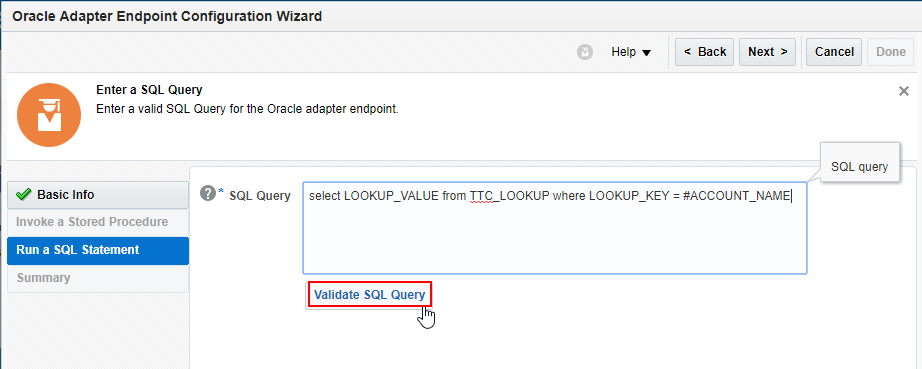 Oracle Adapter Endpoint Configuration Wizard
Help
< Back
Next >
Cancel
Done
Enter a SQL Query
Enter a valid SQL Query for the Oracle adapter endpoint.
SQL query
Basic Info
Invoke a Stored Procedure
Run a SQL Statement
Summary
? * SQL Query
select LOOKUP_VALUE from TTC_LOOKUP where LOOKUP_KEY = #ACCOUNT_NAME
Validate SQL Query